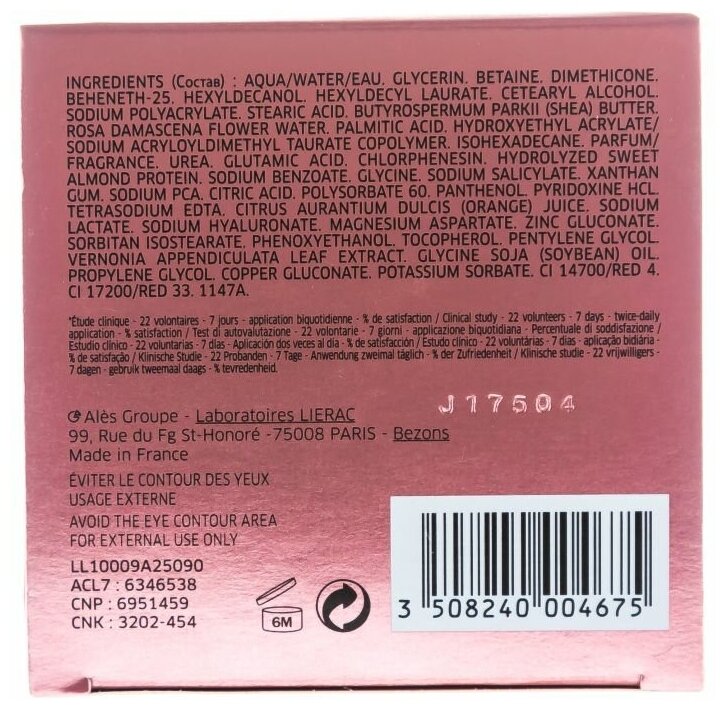 INGREDIENTS (Состав) : AQUA/WATER/EAU. GLYCERIN. BETAINE. DIMETHICONE.
BEHENETH-25. HEXYLDECANOL. HEXYLDECYL LAURATE. CETEARYL ALCOHOL.
SODIUM POLYACRYLATE. STEARIC ACID. BUTYROSPERMUM PARKII (SHEA) BUTTER.
ROSA DAMASCENA FLOWER WATER. PALMITIC ACID. HYDROXYETHYL ACRYLATE/
SODIUM ACRYLOYLDIMETHYL TAURATE COPOLYMER. ISOHEXADECANE. PARFUM/
FRAGRANCE. UREA. GLUTAMIC ACID. CHLORPHENESIN. HYDROLYZED SWEET
ALMOND PROTEIN. SODIUM BENZOATE. GLYCINE. SODIUM SALICYLATE. XANTHAN
GUM. SODIUM PCA. CITRIC ACID. POLYSORBATE 60. PANTHENOL. PYRIDOXINE HCL.
TETRASODIUM EDTA. CITRUS AURANTIUM DULCIS (ORANGE) JUICE. SODIUM
LACTATE. SODIUM HYALURONATE. MAGNESIUM ASPARTATE. ZINC GLUCONATE.
SORBITAN ISOSTEARATE. PHENOXYETHANOL. TOCOPHEROL. PENTYLENE GLYCOL.
VERNONIA APPENDICULATA LEAF EXTRACT. GLYCINE SOJA (SOYBEAN) OIL.
PROPYLENE GLYCOL. COPPER GLUCONATE. POTASSIUM SORBATE. CI 14700/RED 4.
CI 17200/RED 33. 1147A.
*Étude clinique - 22 volontaires - 7 jours - application biquotidienne - % de satisfaction / Clinical study - 22 volunteers - 7 days - twice-daily
application - % satisfaction / Test di autovalutazione - 22 volontarie - 7 giorni - applicazione biquotidiana - Percentuale di soddisfazione /
Estudio clínico - 22 voluntarias - 7 días - Aplicación dos veces al día - % de satisfacción / Estudo clínico - 22 voluntárias - 7 dias - aplicação bidiária -
% de satisfação / Klinische Studie - 22 Probanden - 7 Tage - Anwendung zweimal täglich - % der Zufriedenheit / Klinische studie - 22 vrijwilligers -
7 dagen - gebruik tweemaal daags - % tevredenheid.
J17504
Alès Groupe - Laboratoires LIERAC
99, Rue du Fg St-Honoré -75008 PARIS - Bezons
Made in France
ÉVITER LE CONTOUR DES YEUX
USAGE EXTERNE
AVOID THE EYE CONTOUR AREA
FOR EXTERNAL USE ONLY
LL10009A25090
ACL7 : 6346538
CNP : 6951459
CNK : 3202-454
6M
3 508240 004675